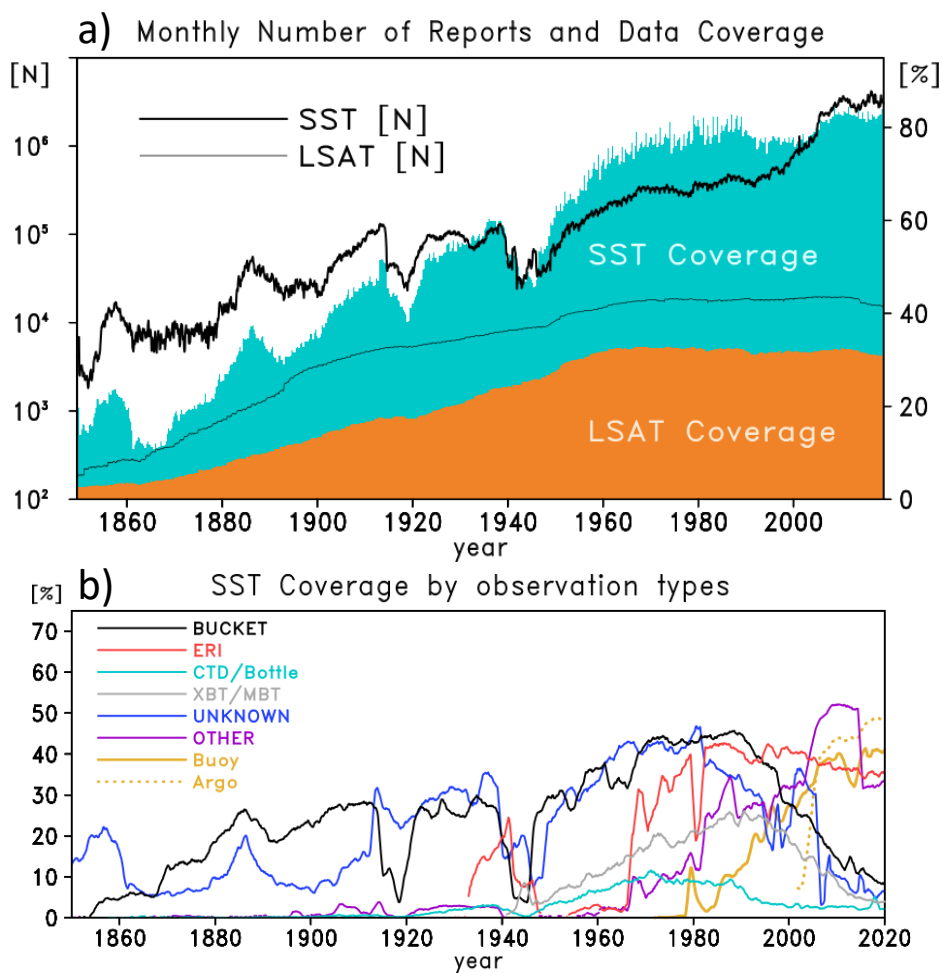 a) Monthly Number of Reports and Data Coverage
[N] [%]
SST [N]
LSAT [N]
10⁶ 80
10⁵ 60
SST Coverage
10⁴ 40
10³ 20
LSAT Coverage
10² 0
1860 1880 1900 1920 1940 1960 1980 2000
year
b) SST Coverage by observation types
[%]
70
60
50
40
30
20
10
0
BUCKET
ERI
CTD/Bottle
XBT/MBT
UNKNOWN
OTHER
Buoy
Argo
1860 1880 1900 1920 1940 1960 1980 2000 2020
year